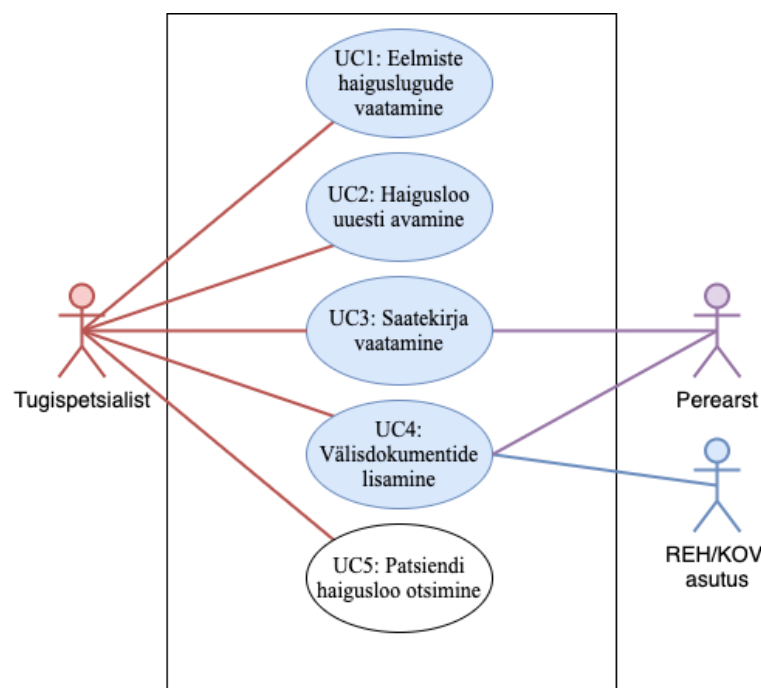 UC1: Eelmiste
haiguslugude
vaatamine
UC2: Haigusloo
uuesti avamine
UC3: Saatekirja
vaatamine
Tugispetsialist
Perearst
UC4:
Välisdokumentide
lisamine
REH/KOV
asutus
UC5: Patsiendi
haigusloo otsimine